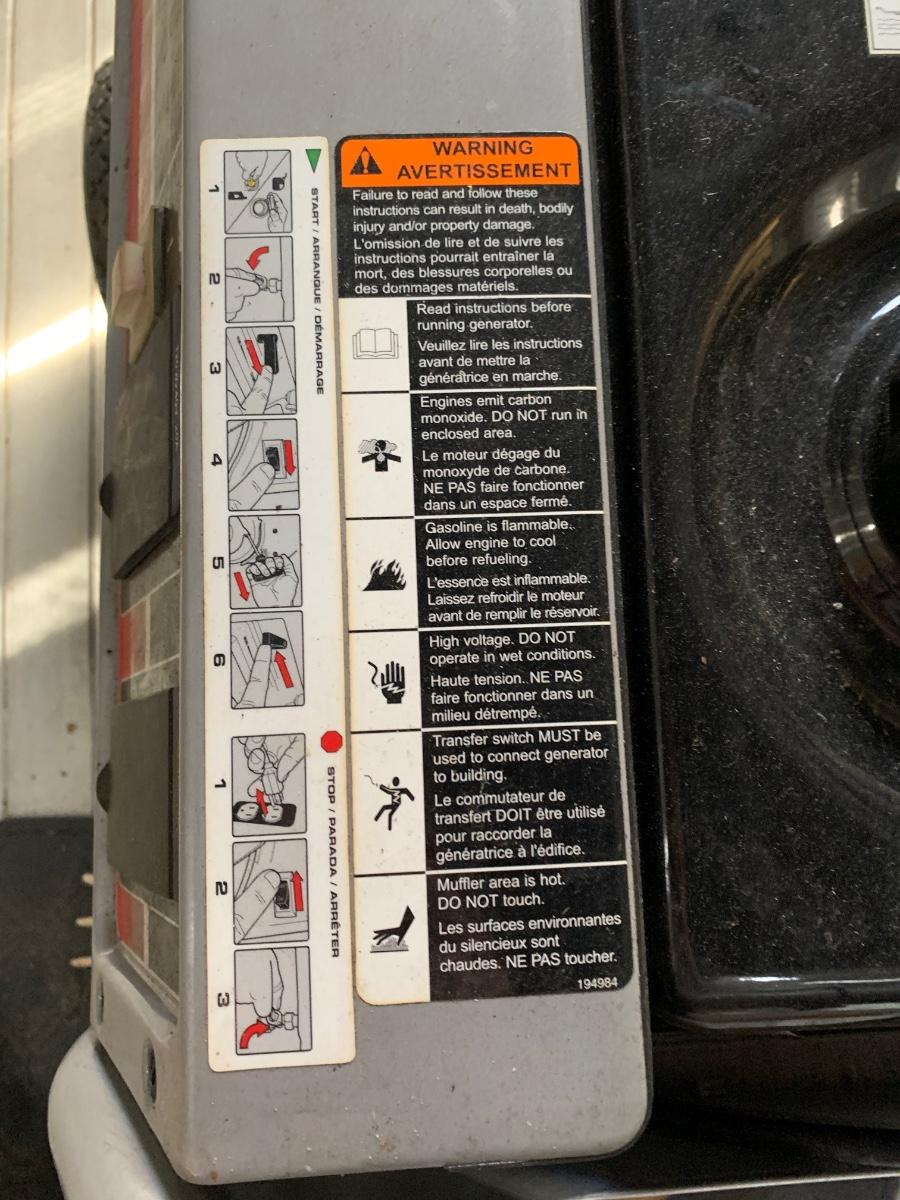 START / ARRANQUE / DÉMARRAGE
1
2
3
4
5
6
STOP / PARADA / ARRÊTER
1
2
3
WARNING
AVERTISSEMENT
Failure to read and follow these
instructions can result in death, bodily
injury and/or property damage.
L'omission de lire et de suivre les
instructions pourrait entraîner la
mort, des blessures corporelles ou
des dommages matériels.
Read instructions before
running generator.
Veuillez lire les instructions
avant de mettre la
génératrice en marche.
Engines emit carbon
monoxide. DO NOT run in
enclosed area.
Le moteur dégage du
monoxyde de carbone.
NE PAS faire fonctionner
dans un espace fermé.
Gasoline is flammable.
Allow engine to cool
before refueling.
L'essence est inflammable.
Laissez refroidir le moteur
avant de remplir le réservoir.
High voltage. DO NOT
operate in wet conditions.
Haute tension. NE PAS
faire fonctionner dans un
milieu détrempé.
Transfer switch MUST be
used to connect generator
to building.
Le commutateur de
transfert DOIT être utilisé
pour raccorder la
génératrice à l'édifice.
Muffler area is hot.
DO NOT touch.
Les surfaces environnantes
du silencieux sont
chaudes. NE PAS toucher.
194984